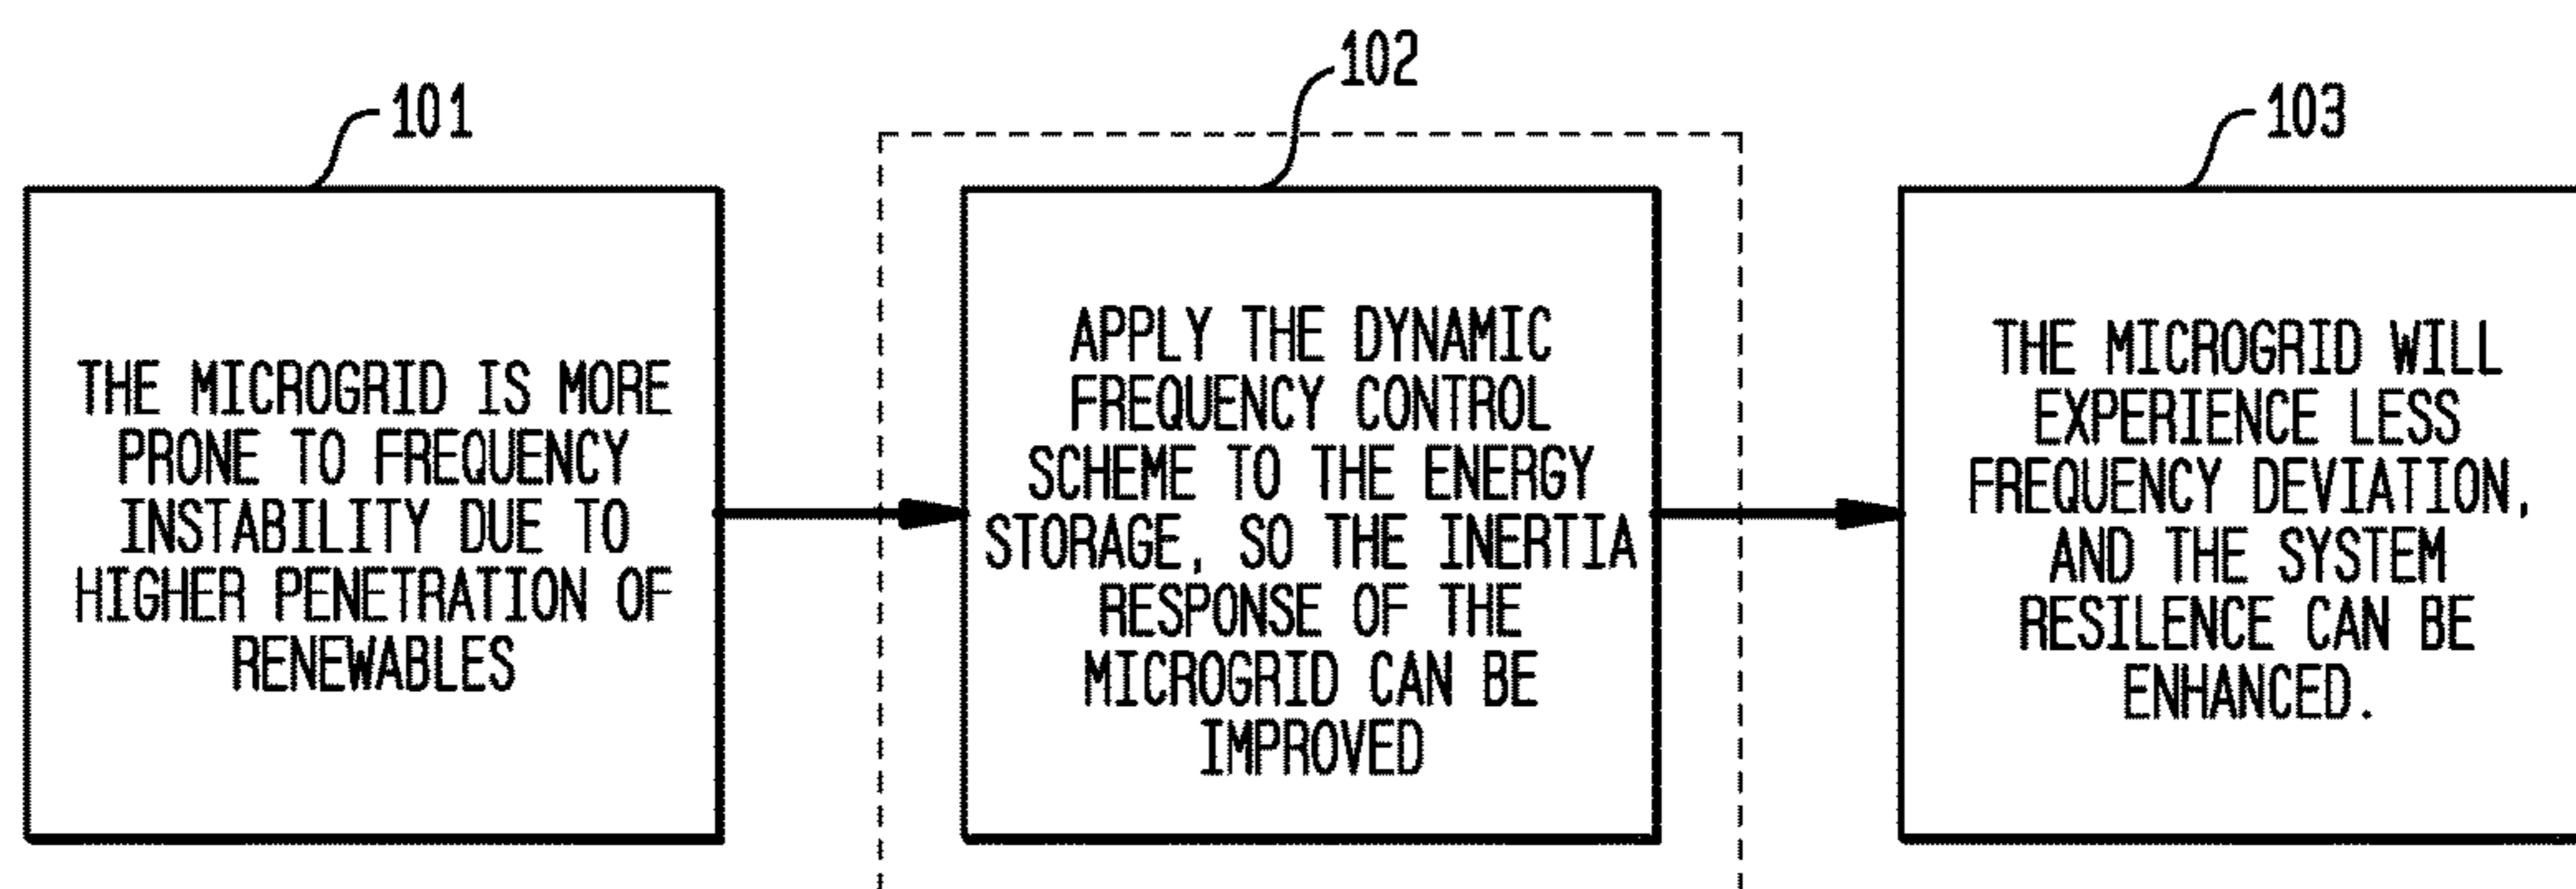 101
THE MICROGRID IS MORE
PRONE TO FREQUENCY
INSTABILITY DUE TO
HIGHER PENETRATION OF
RENEWABLES
102
APPLY THE DYNAMIC
FREQUENCY CONTROL
SCHEME TO THE ENERGY
STORAGE, SO THE INERTIA
RESPONSE OF THE
MICROGRID CAN BE
IMPROVED
103
THE MICROGRID WILL
EXPERIENCE LESS
FREQUENCY DEVIATION,
AND THE SYSTEM
RESILENCE CAN BE
ENHANCED.